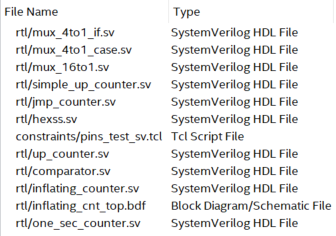 File Name Type
rtl/mux_4to1_if.sv SystemVerilog HDL File
rtl/mux_4to1_case.sv SystemVerilog HDL File
rtl/mux_16to1.sv SystemVerilog HDL File
rtl/simple_up_counter.sv SystemVerilog HDL File
rtl/jmp_counter.sv SystemVerilog HDL File
rtl/hexss.sv SystemVerilog HDL File
constraints/pins_test_sv.tcl Tcl Script File
rtl/up_counter.sv SystemVerilog HDL File
rtl/comparator.sv SystemVerilog HDL File
rtl/inflating_counter.sv SystemVerilog HDL File
rtl/inflating_cnt_top.bdf Block Diagram/Schematic File
rtl/one_sec_counter.sv SystemVerilog HDL File